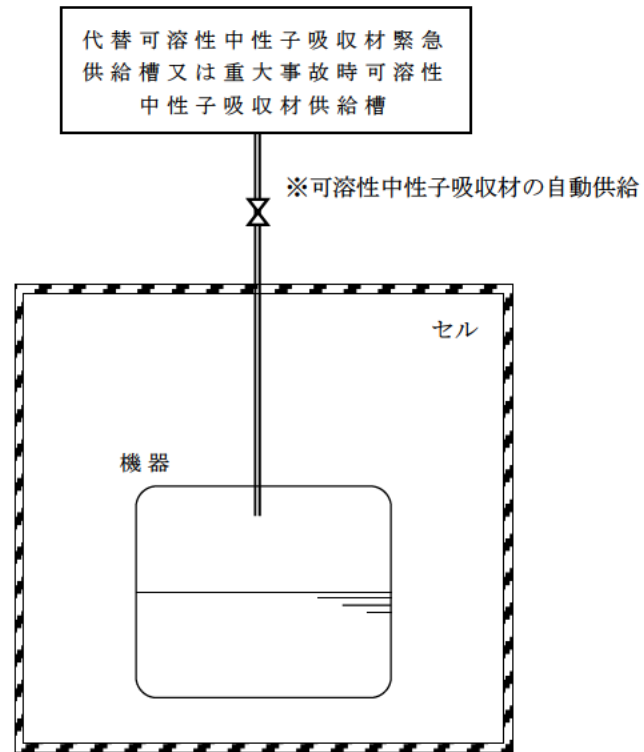 代替可溶性中性子吸収材緊急
供給槽又は重大事故時可溶性
中性子吸収材供給槽
※可溶性中性子吸収材の自動供給
セル
機器